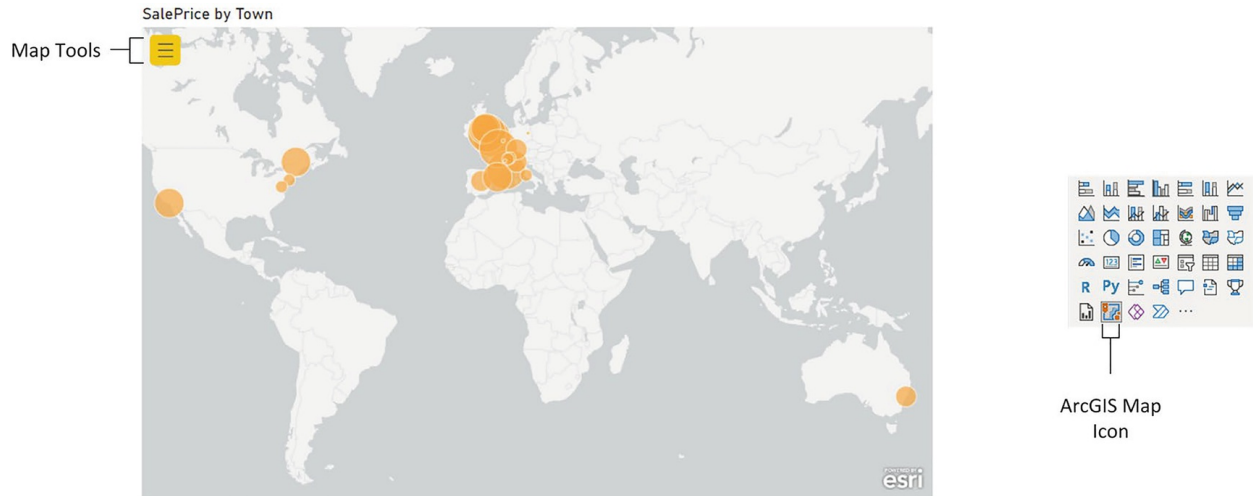 SalePrice by Town
Map Tools
POWERED BY
esri
123
R
Py
...
ArcGIS Map
Icon